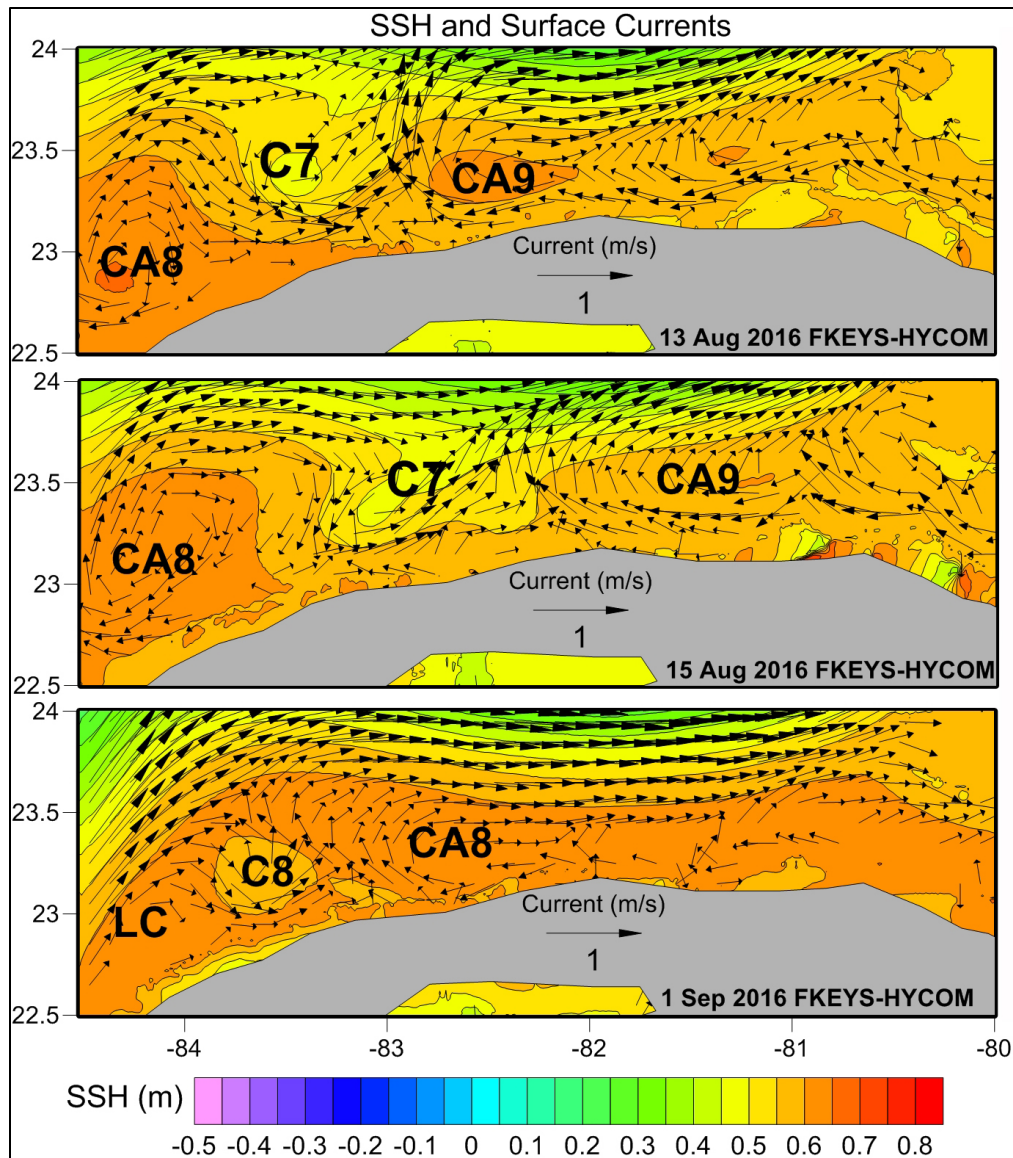 SSH and Surface Currents
24
23.5
23
22.5
C7
CA9
CA8
Current (m/s)
1
13 Aug 2016 FKEYS-HYCOM
24
23.5
23
22.5
C7
CA9
CA8
Current (m/s)
1
15 Aug 2016 FKEYS-HYCOM
24
23.5
23
22.5
CA8
C8
LC
Current (m/s)
1
1 Sep 2016 FKEYS-HYCOM
-84 -83 -82 -81 -80
SSH (m)
-0.5 -0.4 -0.3 -0.2 -0.1 0 0.1 0.2 0.3 0.4 0.5 0.6 0.7 0.8